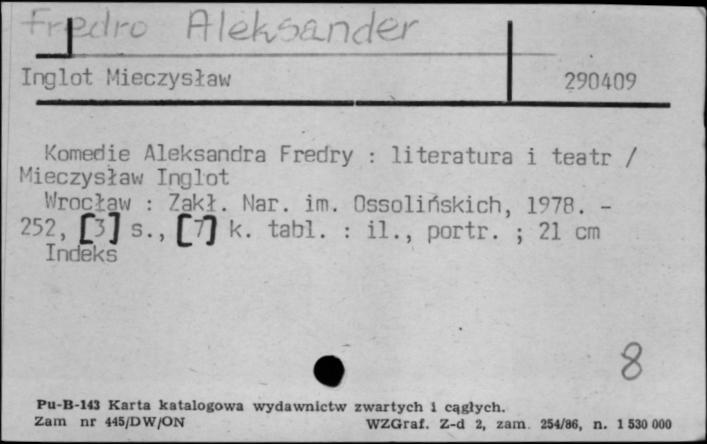 Fredro Aleksander
Inglot Mieczysław 290409
Komedie Aleksandra Fredry : literatura i teatr /
Mieczysław Inglot
Wrocław : Zakł. Nar. im. Ossolińskich, 1978. -
252, [3] s., [7] k. tabl. : il., portr. ; 21 cm
Indeks
8
Pu-B-143 Karta katalogowa wydawnictw zwartych i ciągłych.
Zam nr 445/DW/ON WZGraf. Z-d 2, zam. 254/86, n. 1 530 000